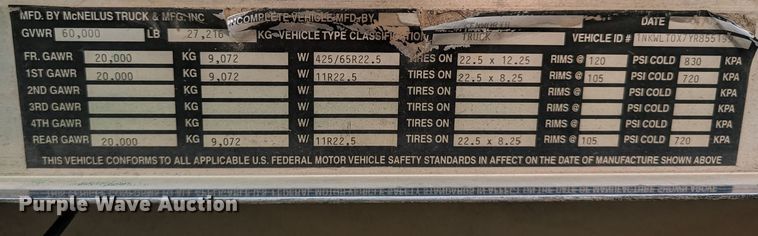 MFD. BY McNEILUS TRUCK & MFG. INC INCOMPLETE VEHICLE MFD. BY KENWORTH DATE
GVWR 60,000 LB 27,216 KG-VEHICLE TYPE CLASSIFICATION TRUCK VEHICLE ID #
FR. GAWR 20,000 KG 9,072 W/ 425/65R22.5 TIRES ON 22.5 x 12.25 RIMS @ 120 PSI COLD 830 KPA
1ST GAWR 20,000 KG 9,072 W/ 11R22.5 TIRES ON 22.5 x 8.25 RIMS @ 105 PSI COLD 720 KPA
2ND GAWR KG W/ TIRES ON RIMS @ PSI COLD KPA
3RD GAWR KG W/ TIRES ON RIMS @ PSI COLD KPA
4TH GAWR KG W/ TIRES ON RIMS @ PSI COLD KPA
REAR GAWR 20,000 KG 9,072 W/ 11R22.5 TIRES ON 22.5 x 8.25 RIMS @ 105 PSI COLD 720 KPA
THIS VEHICLE CONFORMS TO ALL APPLICABLE U.S. FEDERAL MOTOR VEHICLE SAFETY STANDARDS IN AFFECT ON THE DATE OF MANUFACTURE SHOWN ABOVE
Purple Wave Auction